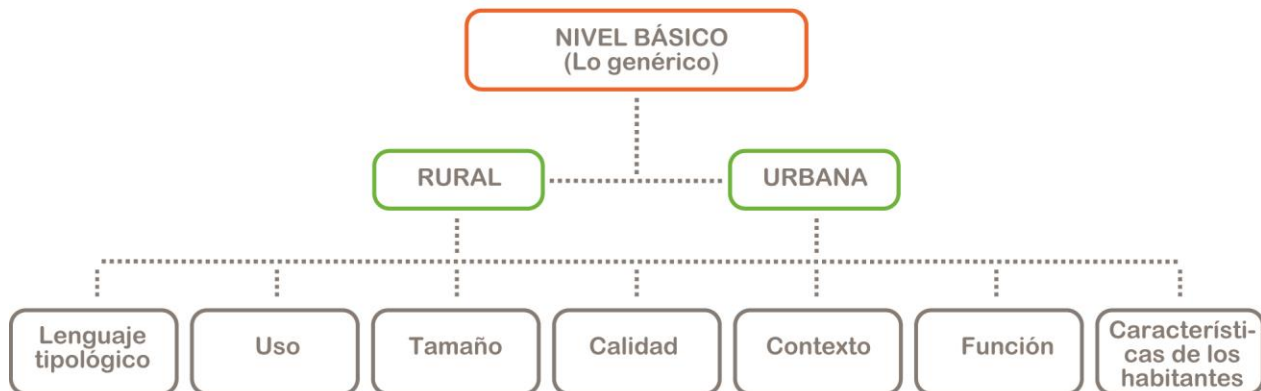 NIVEL BÁSICO
(Lo genérico)
RURAL
URBANA
Lenguaje
tipológico
Uso
Tamaño
Calidad
Contexto
Función
Característi-
cas de los
habitantes